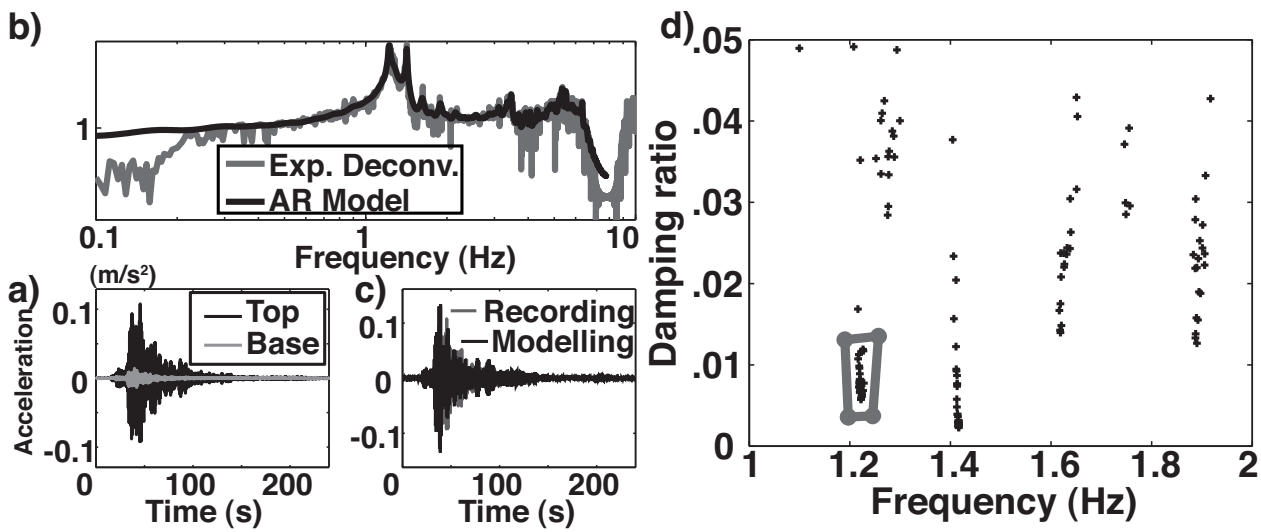 b)
1
Exp. Deconv.
AR Model
0.1
1
10
Frequency (Hz)
a)
(m/s²)
0.1
0
-0.1
Acceleration
Top
Base
0
100
200
Time (s)
c)
0.1
0
-0.1
Recording
Modelling
0
100
200
Time (s)
d)
.05
.04
.03
.02
.01
0
Damping ratio
1
1.2
1.4
1.6
1.8
2
Frequency (Hz)